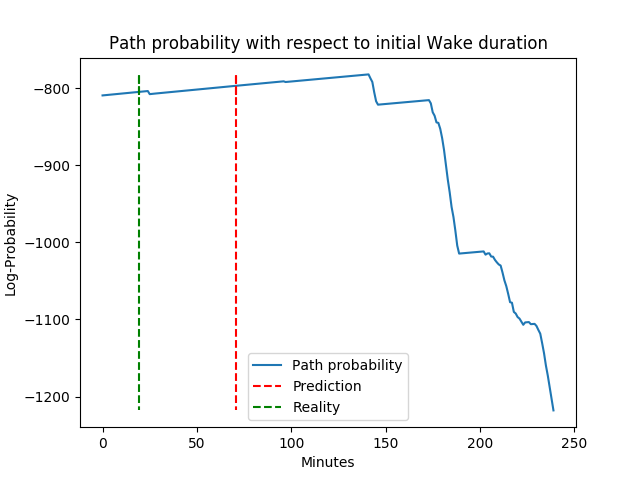 Path probability with respect to initial Wake duration
Log-Probability
−800
−900
−1000
−1100
−1200
Path probability
Prediction
Reality
0 50 100 150 200 250
Minutes